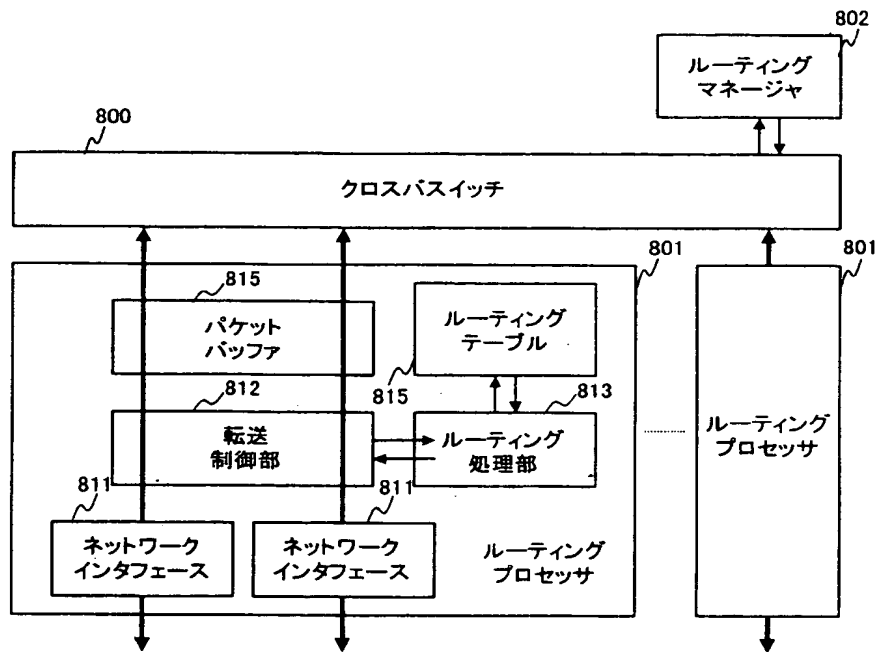 802
ルーティング
マネージャ
800
クロスバスイッチ
801
801
815
パケット
バッファ
ルーティング
テーブル
815
812
転送
制御部
813
ルーティング
処理部
ルーティング
プロセッサ
811
ネットワーク
インタフェース
811
ネットワーク
インタフェース
ルーティング
プロセッサ